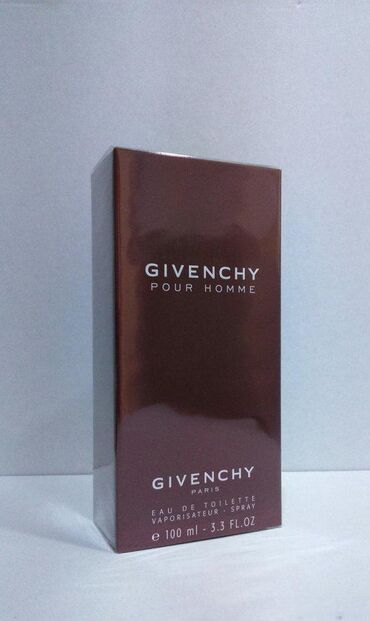 GIVENCHY
POUR HOMME
GIVENCHY
PARIS
EAU DE TOILETTE
VAPORISATEUR - SPRAY
℮ 100 ml - 3.3 FL.OZ